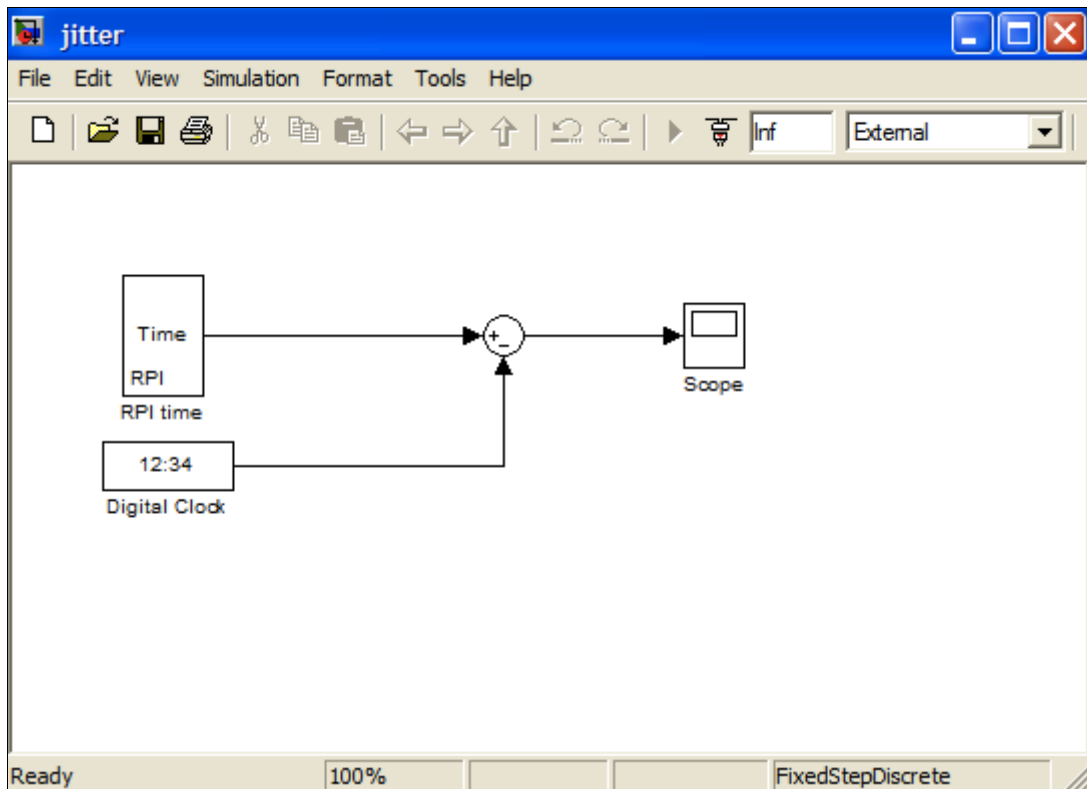 jitter
File Edit View Simulation Format Tools Help
Inf External
Time
RPI
RPI time
+
-
Scope
12:34
Digital Clock
Ready 100% FixedStepDiscrete